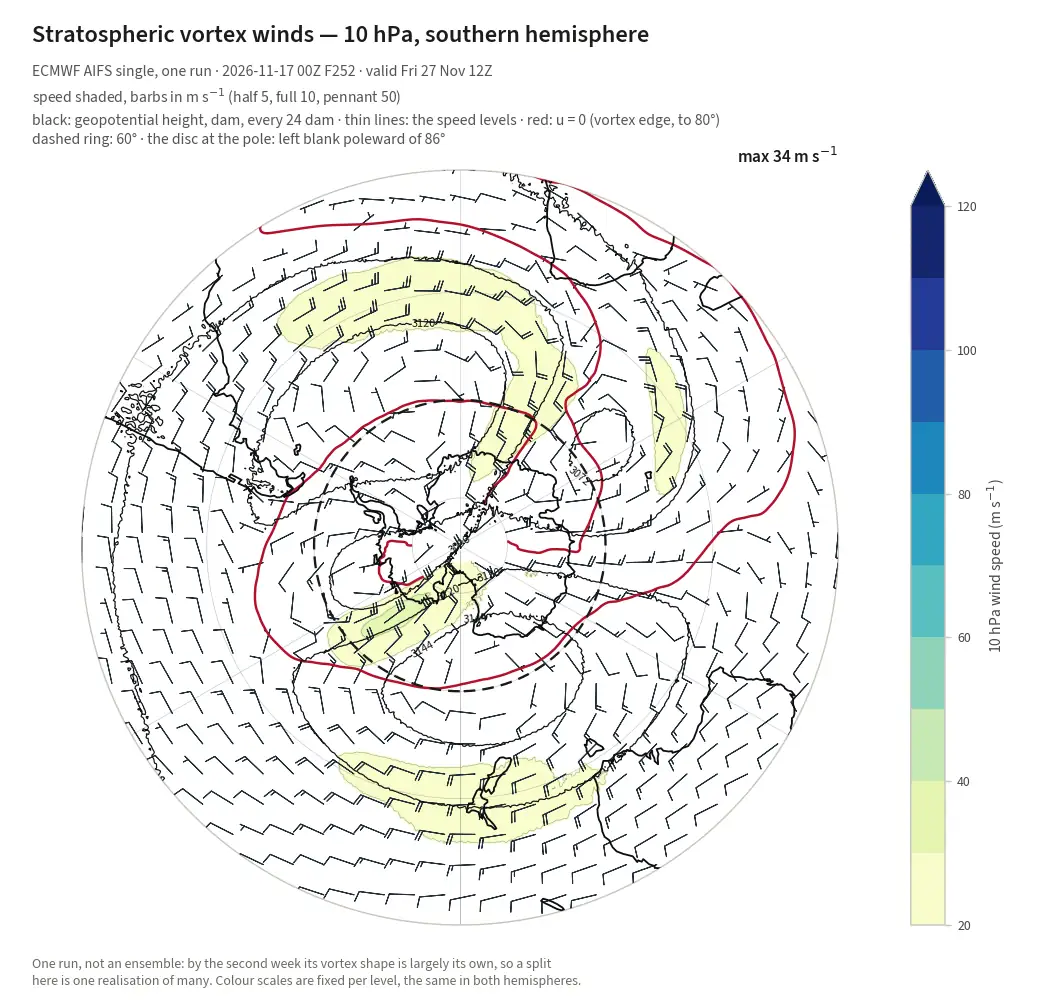 Stratospheric vortex winds — 10 hPa, southern hemisphere
ECMWF AIFS single, one run · 2026-11-17 00Z F252 · valid Fri 27 Nov 12Z
speed shaded, barbs in m s⁻¹ (half 5, full 10, pennant 50)
black: geopotential height, dam, every 24 dam · thin lines: the speed levels · red: u = 0 (vortex edge, to 80°)
dashed ring: 60° · the disc at the pole: left blank poleward of 86°
max 34 m s⁻¹
120
100
80
60
40
20
10 hPa wind speed (m s⁻¹)
3120
3072
3144
One run, not an ensemble: by the second week its vortex shape is largely its own, so a split
here is one realisation of many. Colour scales are fixed per level, the same in both hemispheres.